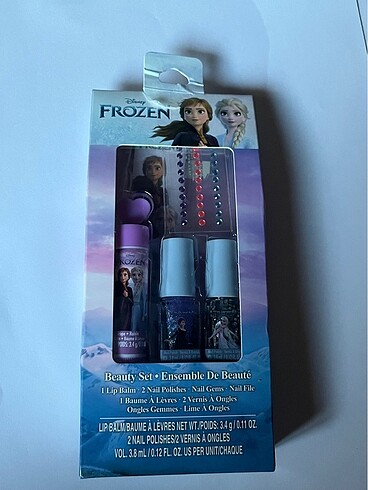 Disney
FROZEN
FROZEN
Beauty Set • Ensemble De Beauté
1 Lip Balm • 2 Nail Polishes • Nail Gems • Nail File
1 Baume À Lèvres • 2 Vernis À Ongles
Ongles Gemmes • Lime À Ongles
LIP BALM/BAUME À LÈVRES NET WT./POIDS: 3.4 g / 0.11 OZ.
2 NAIL POLISHES/2 VERNIS À ONGLES
VOL. 3.6 mL / 0.12 FL. OZ. US PER UNIT/CHAQUE